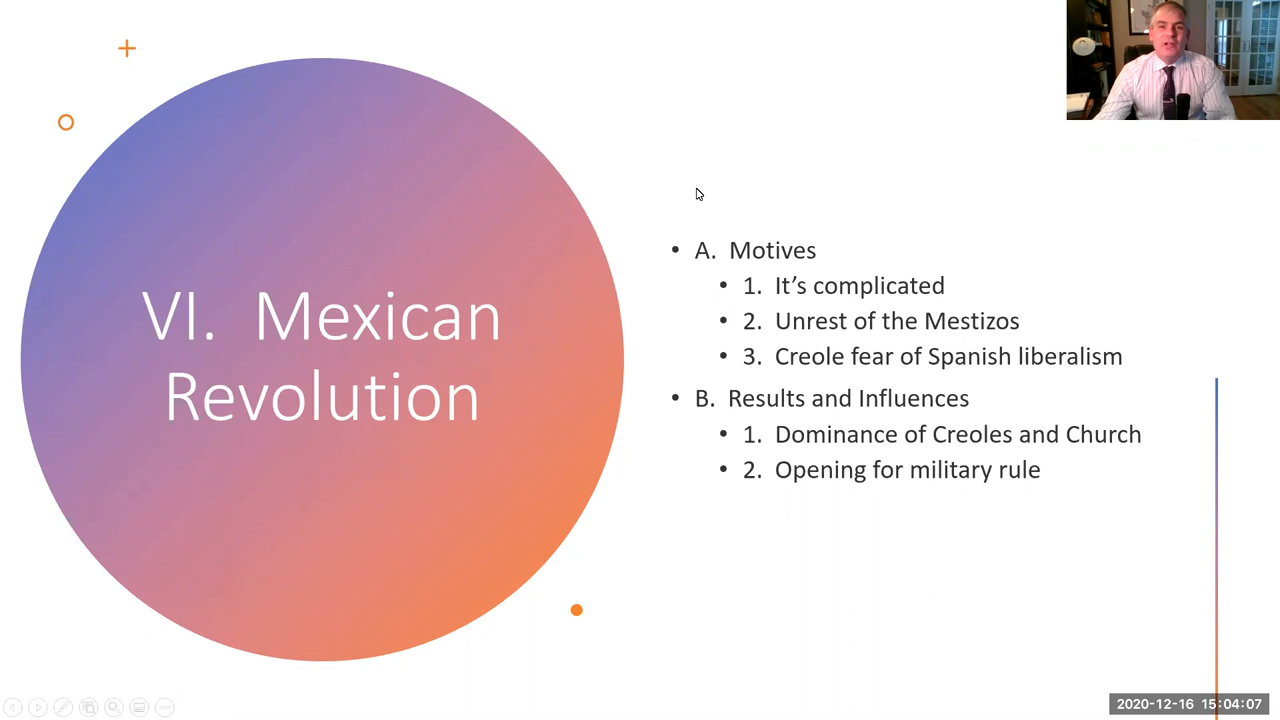 VI.  Mexican
Revolution
• A.  Motives
• 1.  It’s complicated
• 2.  Unrest of the Mestizos
• 3.  Creole fear of Spanish liberalism
• B.  Results and Influences
• 1.  Dominance of Creoles and Church
• 2.  Opening for military rule
2020-12-16  15:04:07